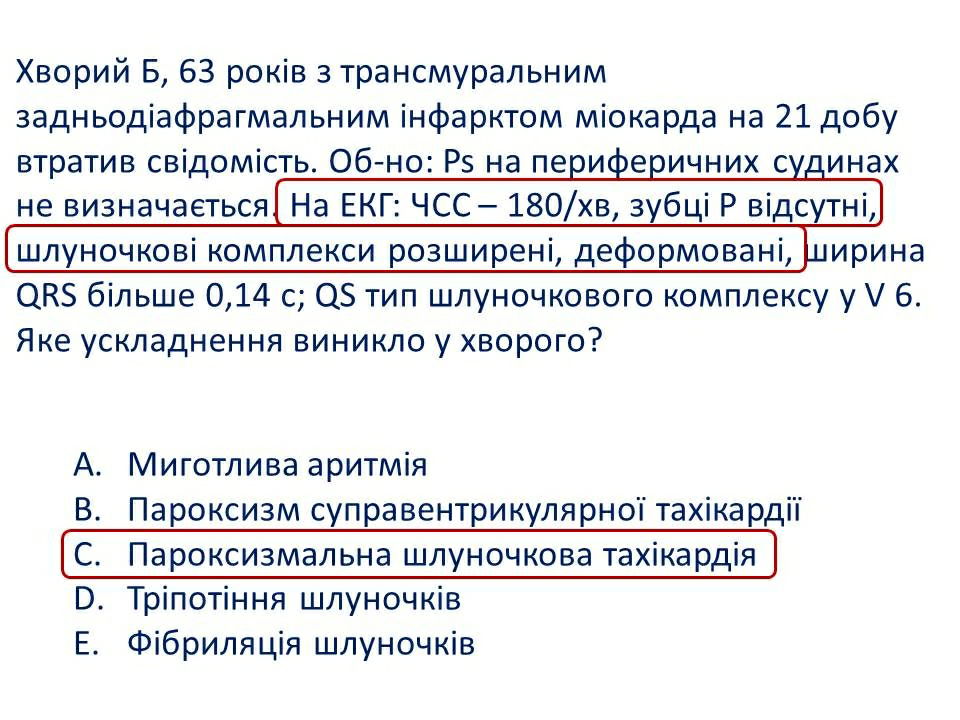 Хворий Б, 63 років з трансмуральним
задньодіафрагмальним інфарктом міокарда на 21 добу
втратив свідомість. Об-но: Ps на периферичних судинах
не визначається. На ЕКГ: ЧСС – 180/хв, зубці Р відсутні,
шлуночкові комплекси розширені, деформовані, ширина
QRS більше 0,14 с; QS тип шлуночкового комплексу у V 6.
Яке ускладнення виникло у хворого?
A. Миготлива аритмія
B. Пароксизм суправентрикулярної тахікардії
C. Пароксизмальна шлуночкова тахікардія
D. Тріпотіння шлуночків
E. Фібриляція шлуночків